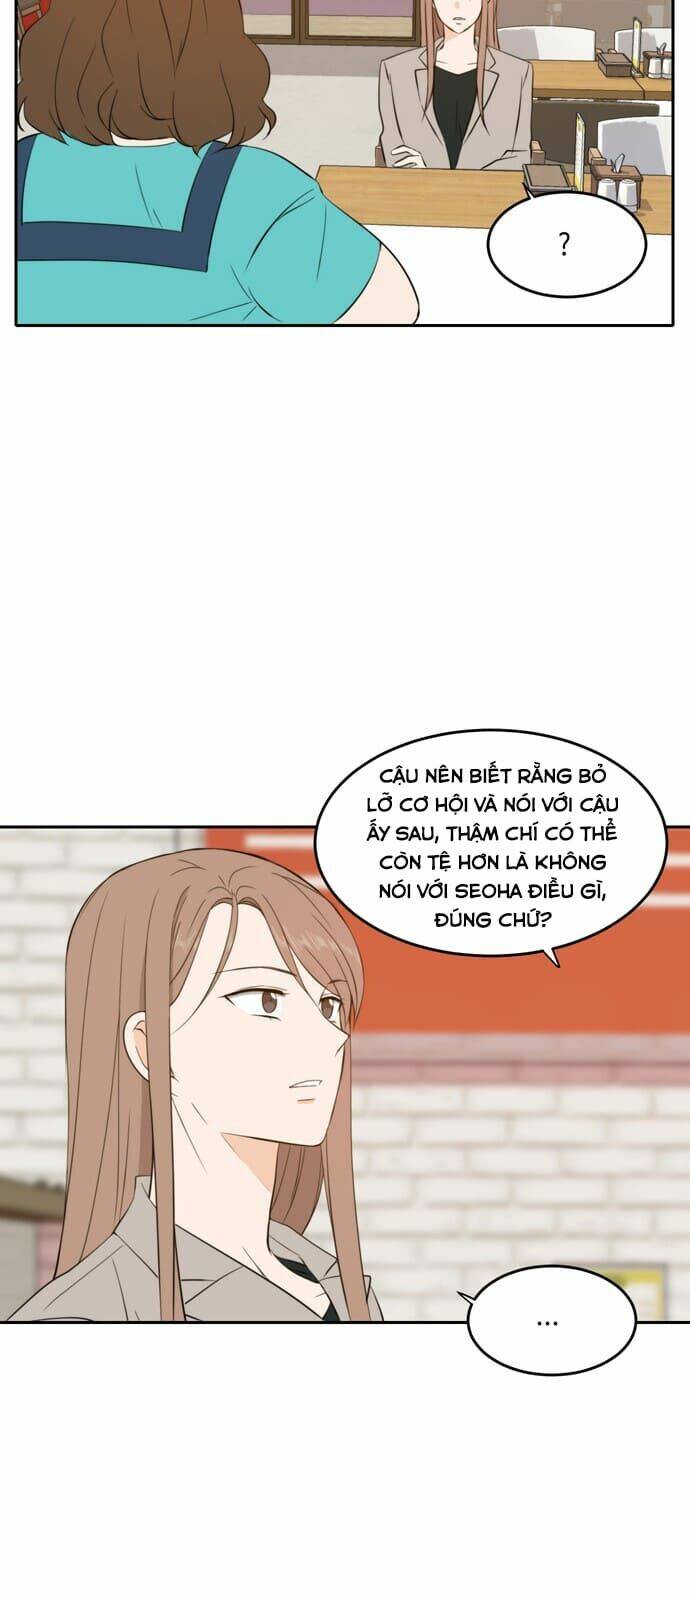 ?
CẬU NÊN BIẾT RẰNG BỎ
LỠ CƠ HỘI VÀ NÓI VỚI CẬU
ẤY SAU, THẬM CHÍ CÓ THỂ
CÒN TỆ HƠN LÀ KHÔNG
NÓI VỚI SEOHA ĐIỀU GÌ,
ĐÚNG CHỨ?
...